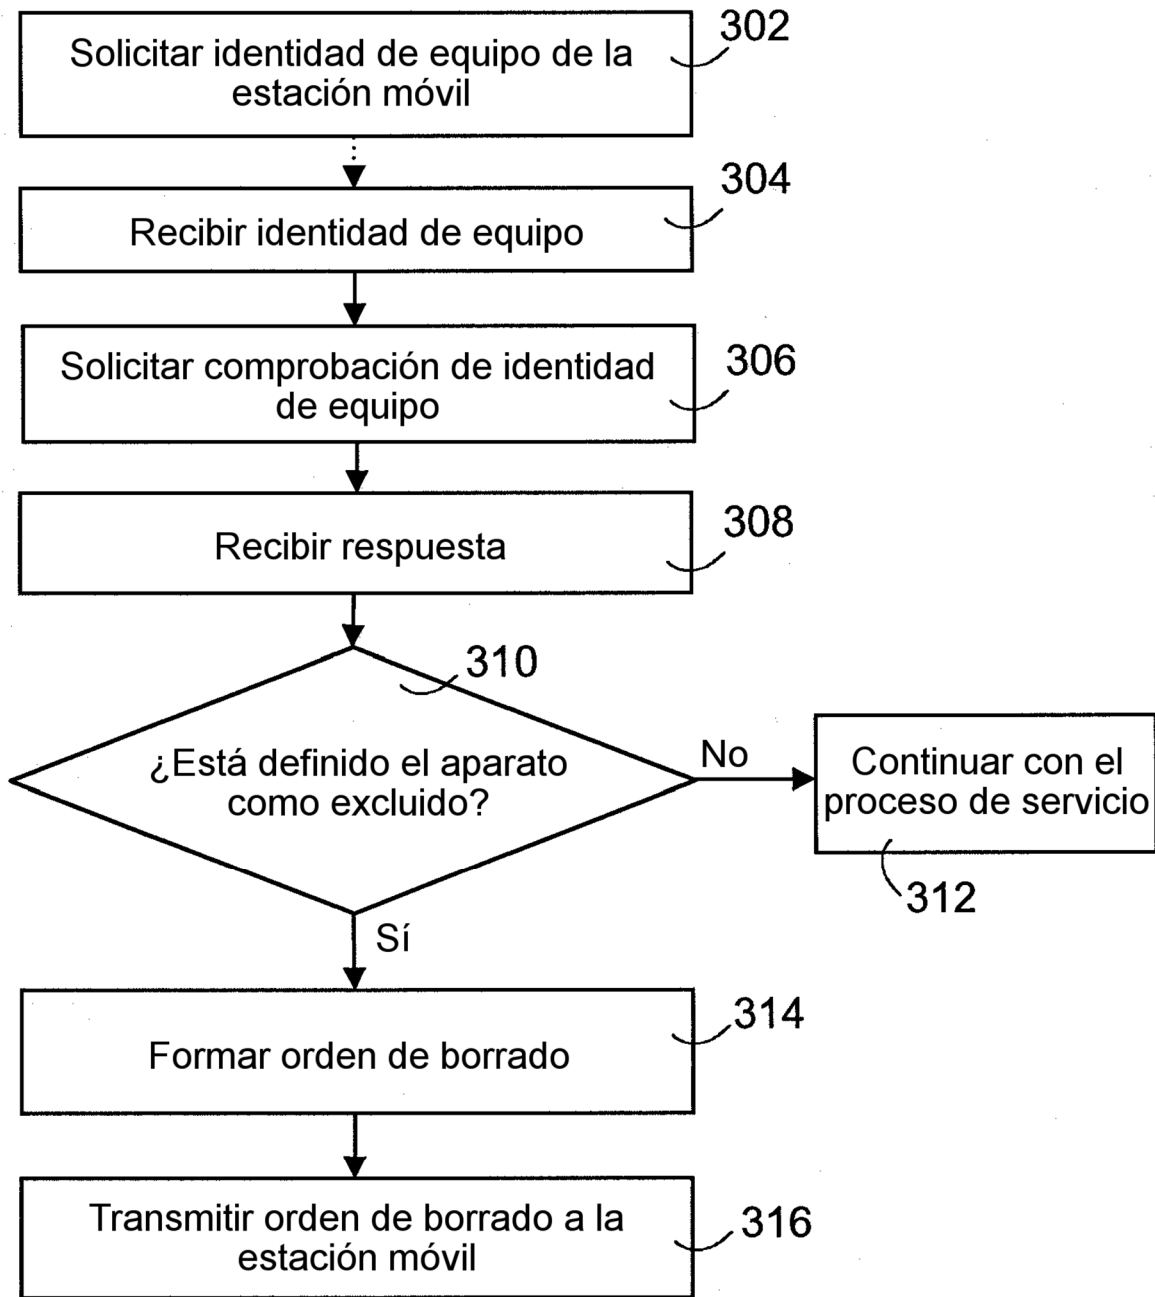 Solicitar identidad de equipo de la
estación móvil
302
Recibir identidad de equipo
304
Solicitar comprobación de identidad
de equipo
306
Recibir respuesta
308
310
¿Está definido el aparato
como excluido?
No
Continuar con el
proceso de servicio
312
Sí
Formar orden de borrado
314
Transmitir orden de borrado a la
estación móvil
316